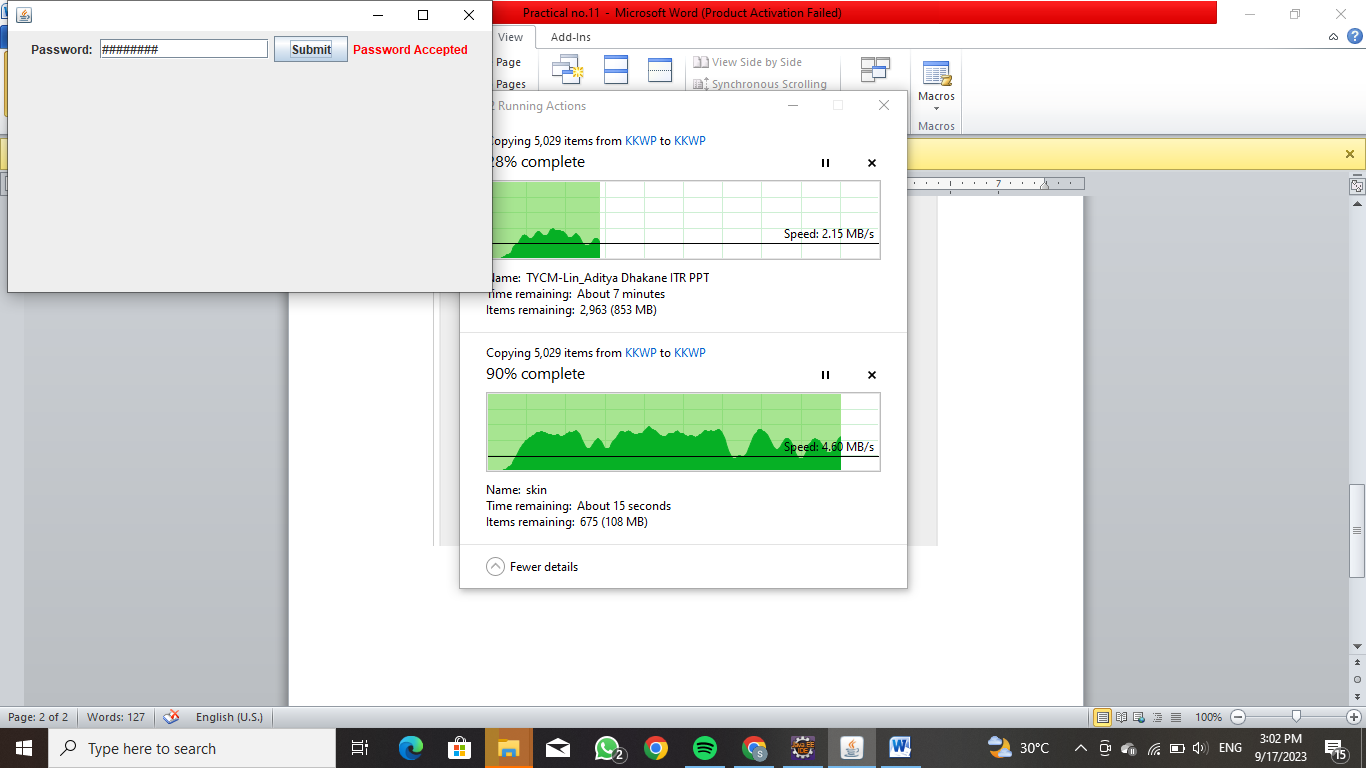 Practical no.11 - Microsoft Word (Product Activation Failed)
Password: ######## Submit Password Accepted
View Add-Ins
Page
Pages
View Side by Side
Synchronous Scrolling
Macros
Macros
2 Running Actions
Copying 5,029 items from KKWP to KKWP
28% complete
Speed: 2.15 MB/s
Name: TYCM-Lin_Aditya Dhakane ITR PPT
Time remaining: About 7 minutes
Items remaining: 2,963 (853 MB)
Copying 5,029 items from KKWP to KKWP
90% complete
Speed: 4.60 MB/s
Name: skin
Time remaining: About 15 seconds
Items remaining: 675 (108 MB)
Fewer details
7
Page: 2 of 2 Words: 127 English (U.S.) 100%
Type here to search
2
S
30°C
ENG
3:02 PM
9/17/2023
15